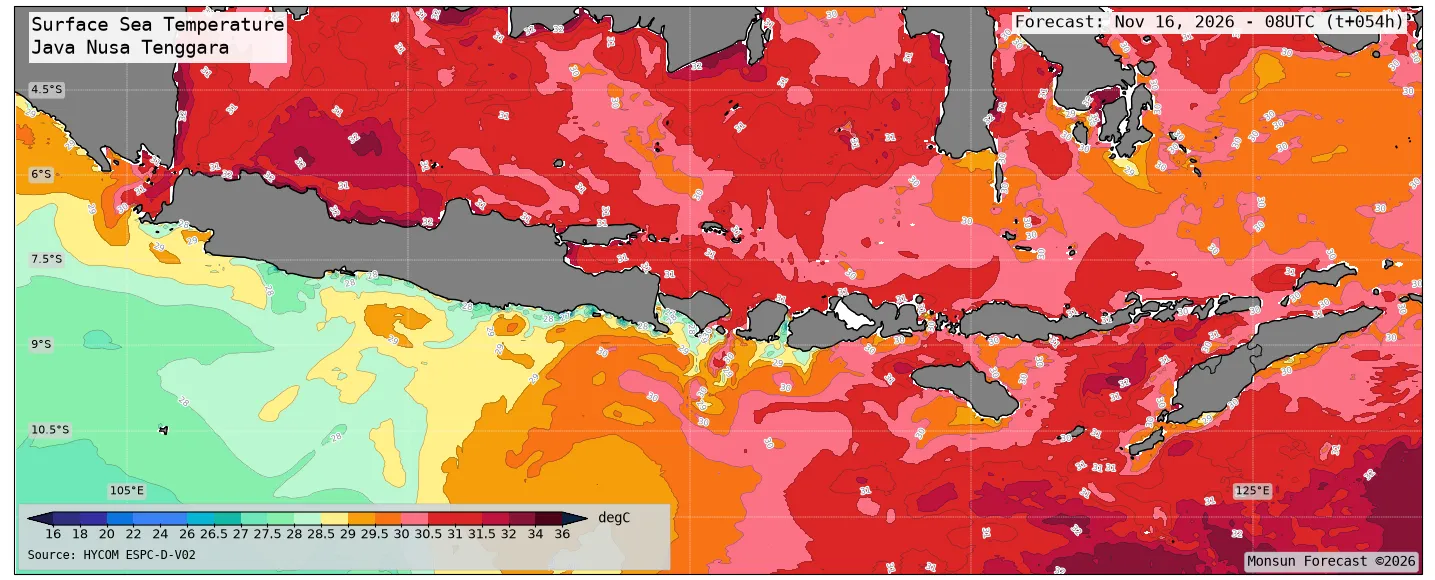 Surface Sea Temperature
Java Nusa Tenggara
Forecast: Nov 16, 2026 - 08UTC (t+054h)
4.5°S
6°S
7.5°S
9°S
10.5°S
105°E
125°E
degC
16 18 20 22 24 26 26.5 27 27.5 28 28.5 29 29.5 30 30.5 31 31.5 32 34 36
Source: HYCOM ESPC-D-V02
Monsun Forecast ©2026